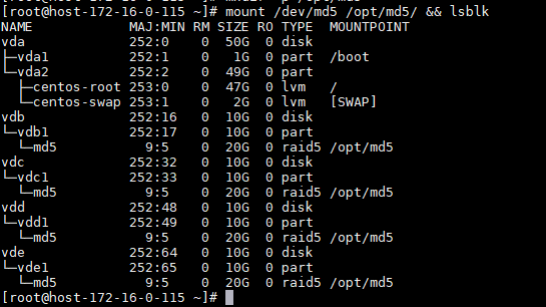 [root@host-172-16-0-115 ~]# mount /dev/md5 /opt/md5/ && lsblk
NAME            MAJ:MIN RM SIZE RO TYPE  MOUNTPOINT
vda             252:0    0  50G  0 disk
├─vda1          252:1    0   1G  0 part  /boot
└─vda2          252:2    0  49G  0 part
  ├─centos-root 253:0    0  47G  0 lvm   /
  └─centos-swap 253:1    0   2G  0 lvm   [SWAP]
vdb             252:16   0  10G  0 disk
└─vdb1          252:17   0  10G  0 part
  └─md5           9:5    0  20G  0 raid5 /opt/md5
vdc             252:32   0  10G  0 disk
└─vdc1          252:33   0  10G  0 part
  └─md5           9:5    0  20G  0 raid5 /opt/md5
vdd             252:48   0  10G  0 disk
└─vdd1          252:49   0  10G  0 part
  └─md5           9:5    0  20G  0 raid5 /opt/md5
vde             252:64   0  10G  0 disk
└─vde1          252:65   0  10G  0 part
  └─md5           9:5    0  20G  0 raid5 /opt/md5
[root@host-172-16-0-115 ~]#